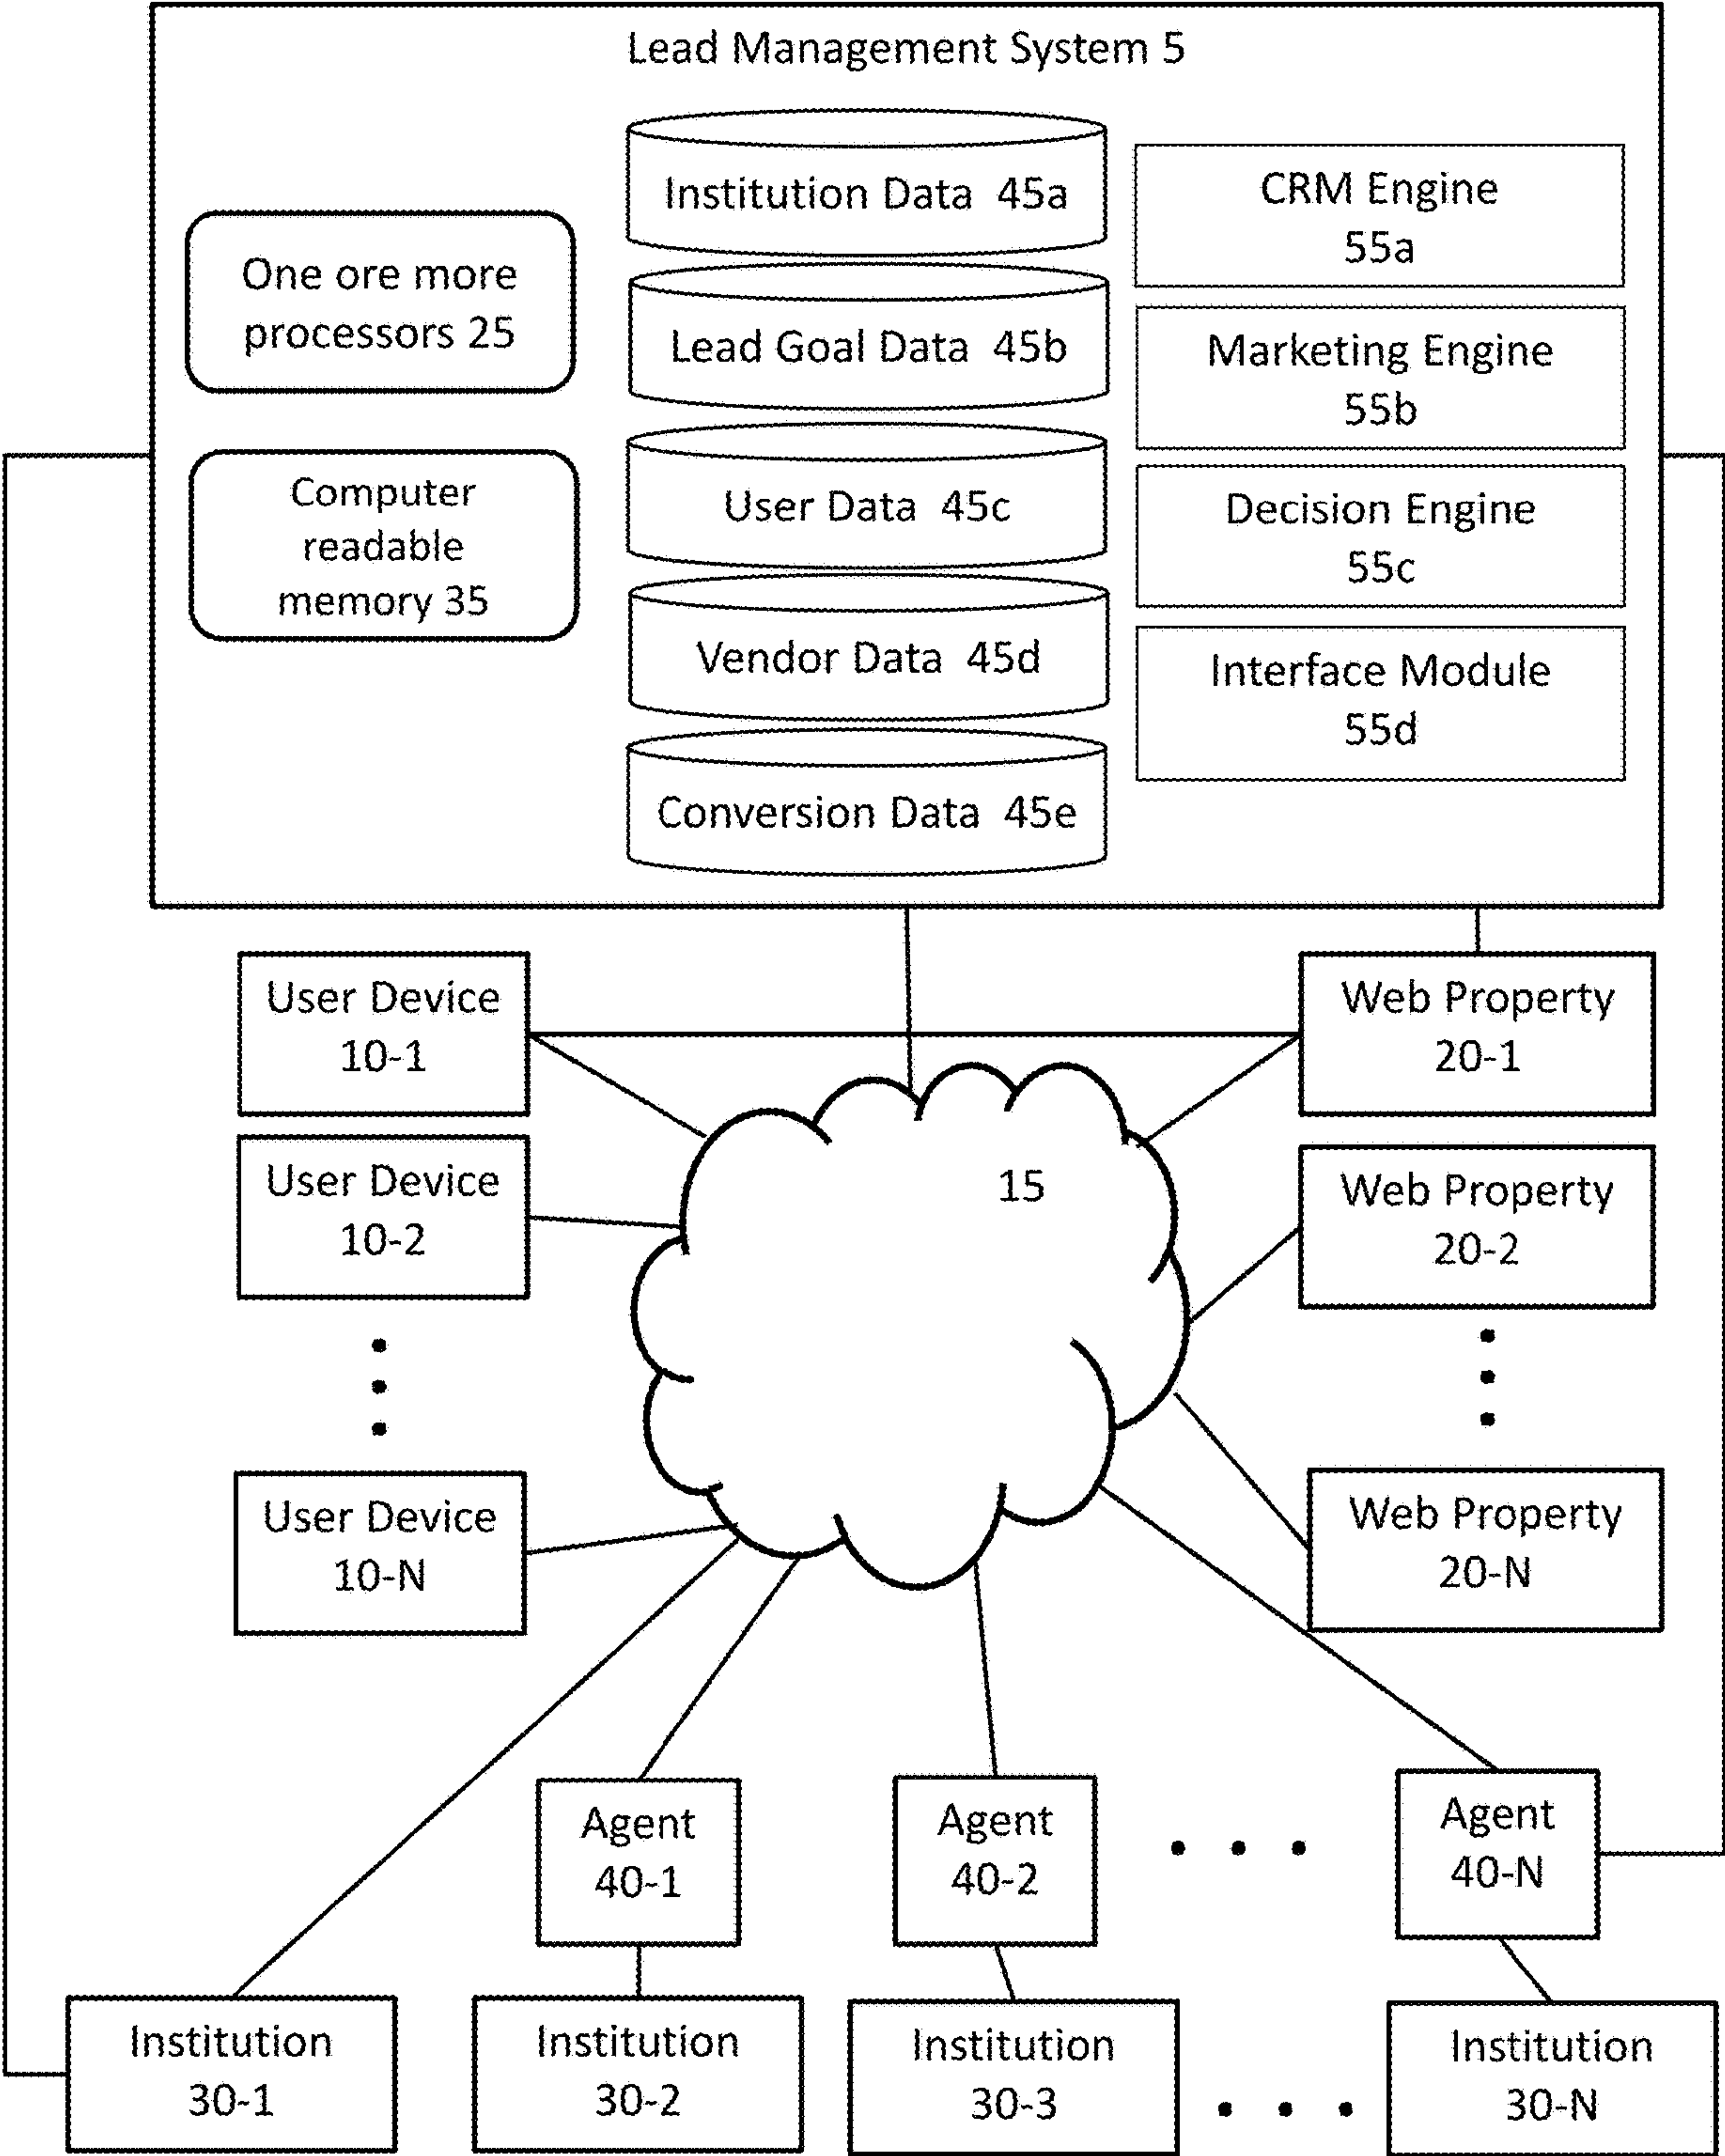 Lead Management System 5
One ore more
processors 25
Computer
readable
memory 35
Institution Data 45a
Lead Goal Data 45b
User Data 45c
Vendor Data 45d
Conversion Data 45e
CRM Engine
55a
Marketing Engine
55b
Decision Engine
55c
Interface Module
55d
User Device
10-1
User Device
10-2
User Device
10-N
15
Web Property
20-1
Web Property
20-2
Web Property
20-N
Agent
40-1
Agent
40-2
Agent
40-N
Institution
30-1
Institution
30-2
Institution
30-3
Institution
30-N